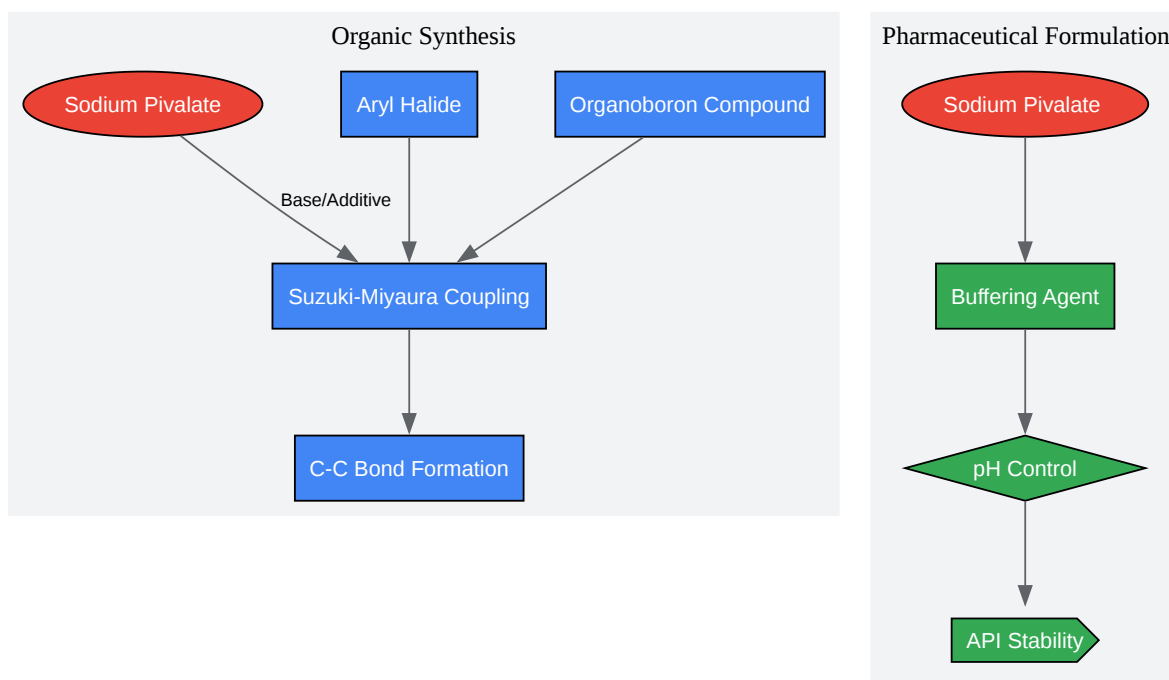 Organic Synthesis
Sodium Pivalate
Aryl Halide
Organoboron Compound
Base/Additive
Suzuki-Miyaura Coupling
C-C Bond Formation
Pharmaceutical Formulation
Sodium Pivalate
Buffering Agent
pH Control
API Stability